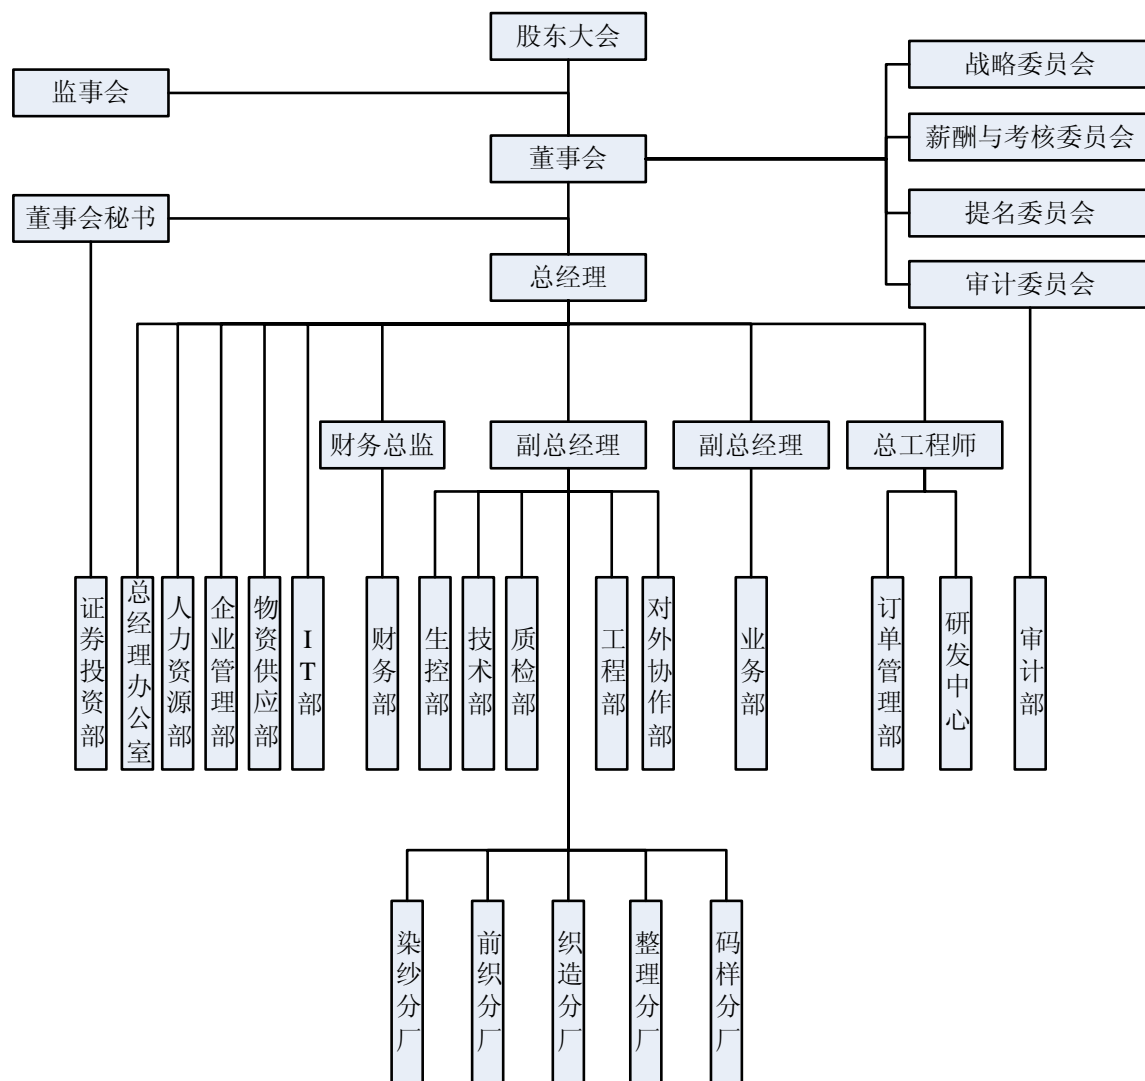 股东大会
战略委员会
监事会
薪酬与考核委员会
董事会
董事会秘书
提名委员会
总经理
审计委员会
财务总监
副总经理
副总经理
总工程师
证券投资部
总经理办公室
人力资源部
企业管理部
物资供应部
IT部
财务部
生控部
技术部
质检部
工程部
对外协作部
业务部
订单管理部
研发中心
审计部
染纱分厂
前织分厂
织造分厂
整理分厂
码样分厂